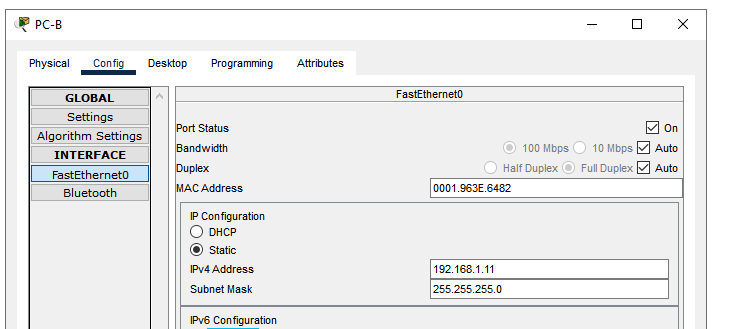 PC-B
Physical Config Desktop Programming Attributes
GLOBAL
Settings
Algorithm Settings
INTERFACE
FastEthernet0
Bluetooth
FastEthernet0
Port Status On
Bandwidth 100 Mbps 10 Mbps Auto
Duplex Half Duplex Full Duplex Auto
MAC Address 0001.963E.6482
IP Configuration
DHCP
Static
IPv4 Address 192.168.1.11
Subnet Mask 255.255.255.0
IPv6 Configuration